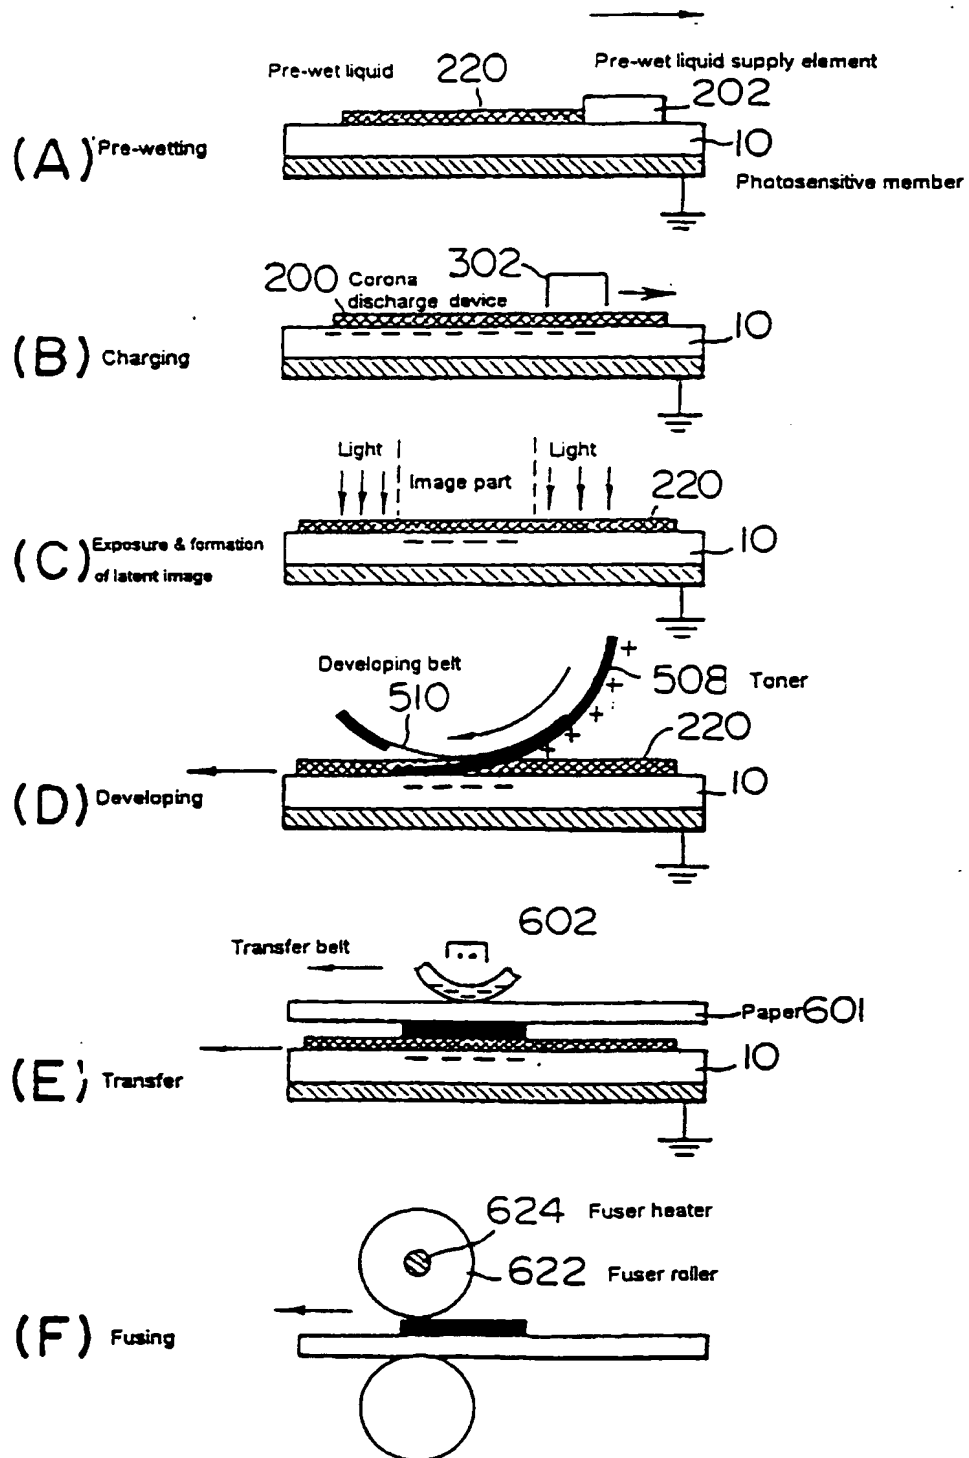 Pre-wet liquid 220 Pre-wet liquid supply element
202
(A) Pre-wetting
10
Photosensitive member
200 Corona discharge device 302
10
(B) Charging
Light Image part Light
220
(C) Exposure & formation of latent image
10
Developing belt
510
508 Toner
+ + + + +
220
(D) Developing
10
602
Transfer belt
Paper 601
10
(E) Transfer
624 Fuser heater
622 Fuser roller
(F) Fusing